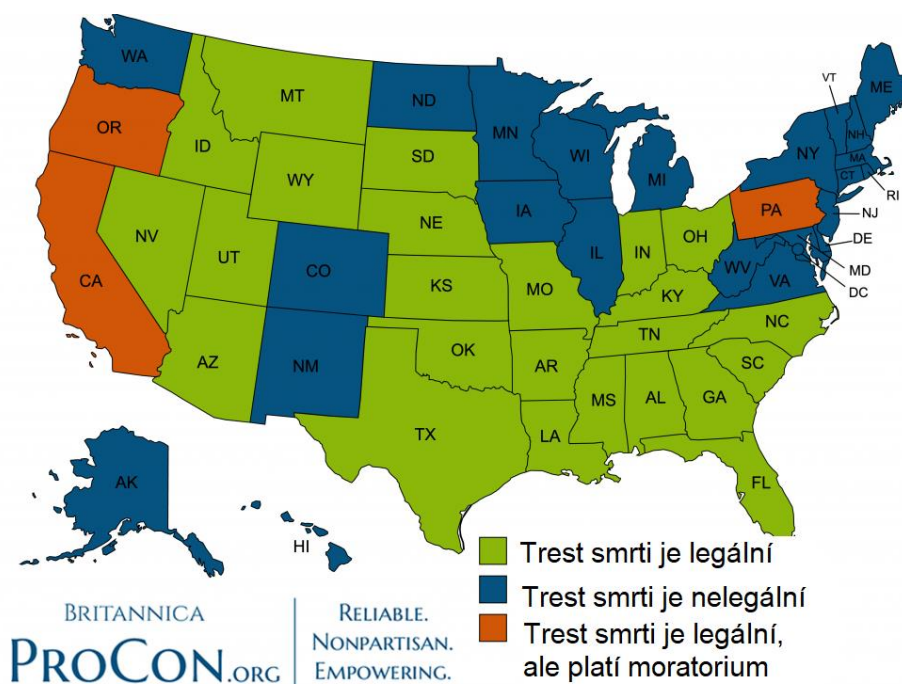 WA
MT
ND
MN
VT
ME
OR
ID
SD
WI
NH
WY
MI
NY
MA
CT
RI
NE
IA
PA
NJ
NV
UT
CO
IL
IN
OH
DE
CA
KS
MO
WV
VA
MD
KY
DC
AZ
NM
OK
AR
TN
NC
SC
TX
LA
MS
AL
GA
FL
AK
HI
Trest smrti je legální
Trest smrti je nelegální
Trest smrti je legální,
ale platí moratorium
BRITANNICA
PROCON.ORG
RELIABLE.
NONPARTISAN.
EMPOWERING.